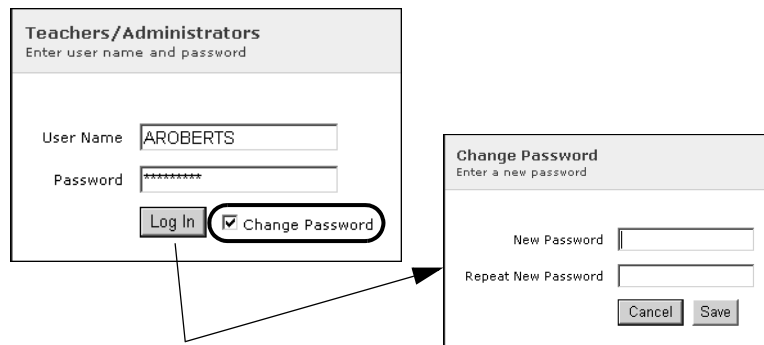 Teachers/Administrators
Enter user name and password
User Name AROBERTS
Password *********
Log In Change Password
Change Password
Enter a new password
New Password
Repeat New Password
Cancel Save